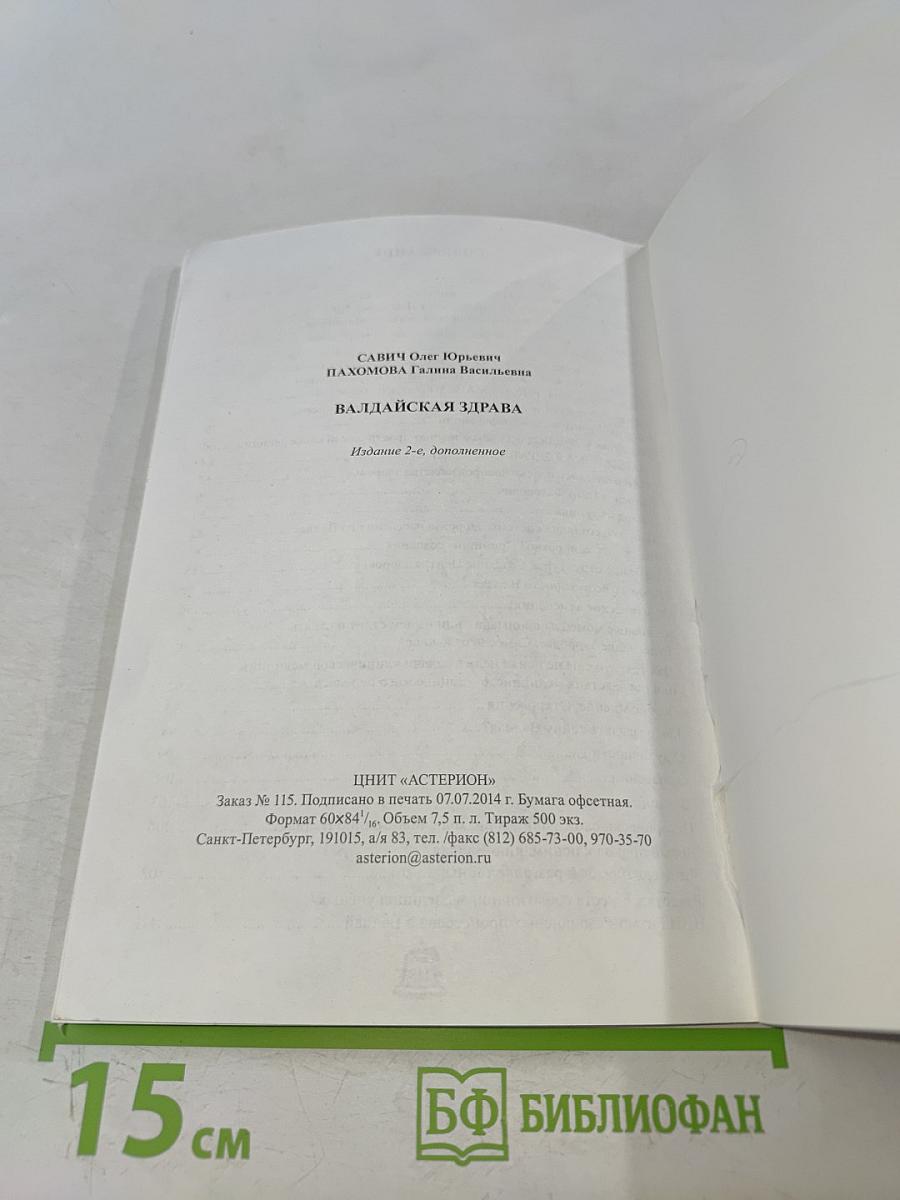 САВИЧ Олег Юрьевич
ПАХОМОВА Галина Васильевна
ВАЛДАЙСКАЯ ЗДРАВА
Издание 2-е, дополненное
ЦНИТ «АСТЕРИОН»
Заказ № 115. Подписано в печать 07.07.2014 г. Бумага офсетная.
Формат 60×84¹/₁₆. Объем 7,5 п. л. Тираж 500 экз.
Санкт-Петербург, 191015, а/я 83, тел. /факс (812) 685-73-00, 970-35-70
asterion@asterion.ru
15 см
БФ БИБЛИОФАН